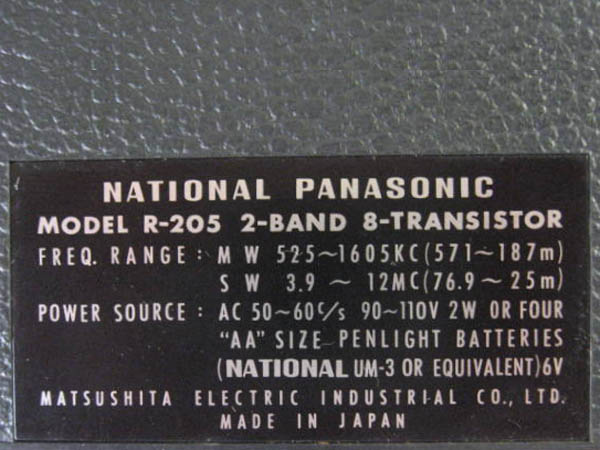 NATIONAL PANASONIC
MODEL R-205 2-BAND 8-TRANSISTOR
FREQ. RANGE: MW 525~1605KC(571~187m)
SW 3.9~12MC(76.9~25m)
POWER SOURCE: AC 50~60c/s 90~110V 2W OR FOUR
"AA" SIZE PENLIGHT BATTERIES
(NATIONAL UM-3 OR EQUIVALENT)6V
MATSUSHITA ELECTRIC INDUSTRIAL CO., LTD.
MADE IN JAPAN